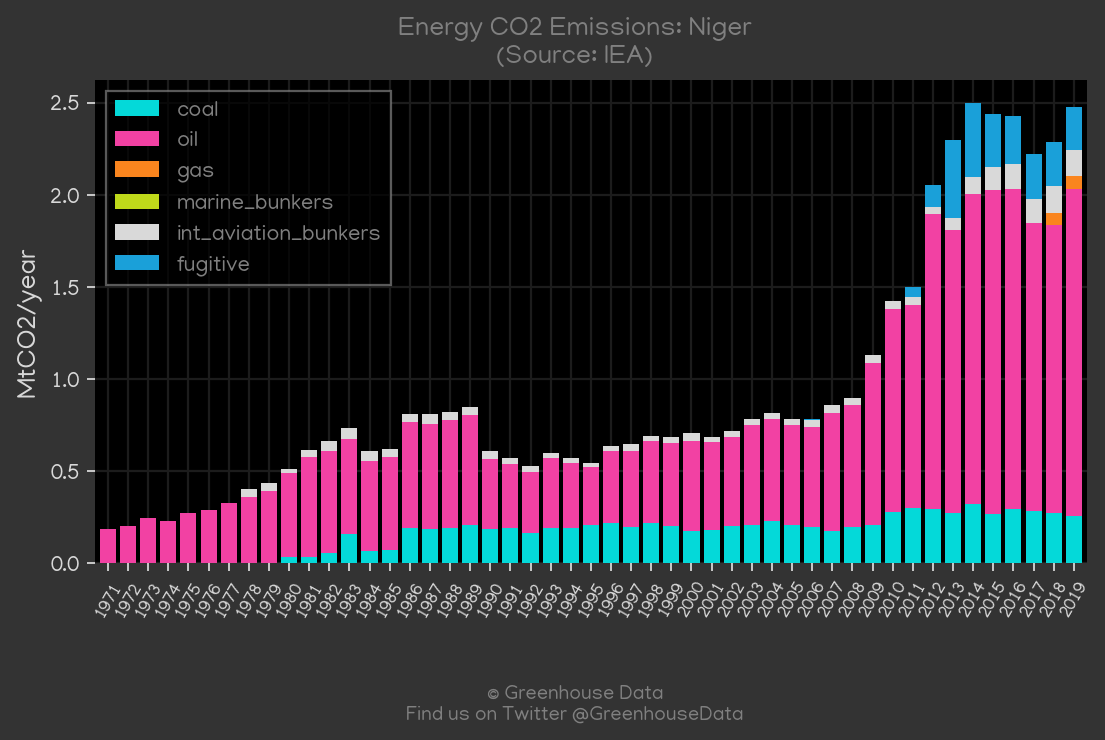 Energy CO2 Emissions: Niger
(Source: IEA)
MtCO2/year
2.5
2.0
1.5
1.0
0.5
0.0
coal
oil
gas
marine_bunkers
int_aviation_bunkers
fugitive
1971 1972 1973 1974 1975 1976 1977 1978 1979 1980 1981 1982 1983 1984 1985 1986 1987 1988 1989 1990 1991 1992 1993 1994 1995 1996 1997 1998 1999 2000 2001 2002 2003 2004 2005 2006 2007 2008 2009 2010 2011 2012 2013 2014 2015 2016 2017 2018 2019
© Greenhouse Data
Find us on Twitter @GreenhouseData